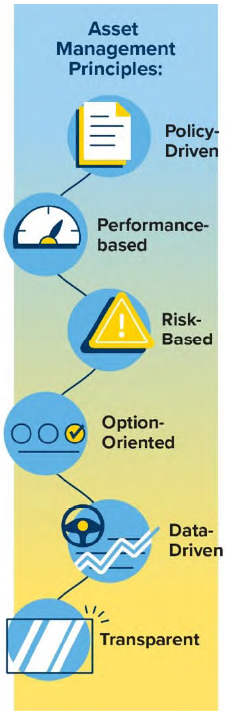 Asset
Management
Principles:
Policy-
Driven
Performance-
based
Risk-
Based
Option-
Oriented
Data-
Driven
Transparent